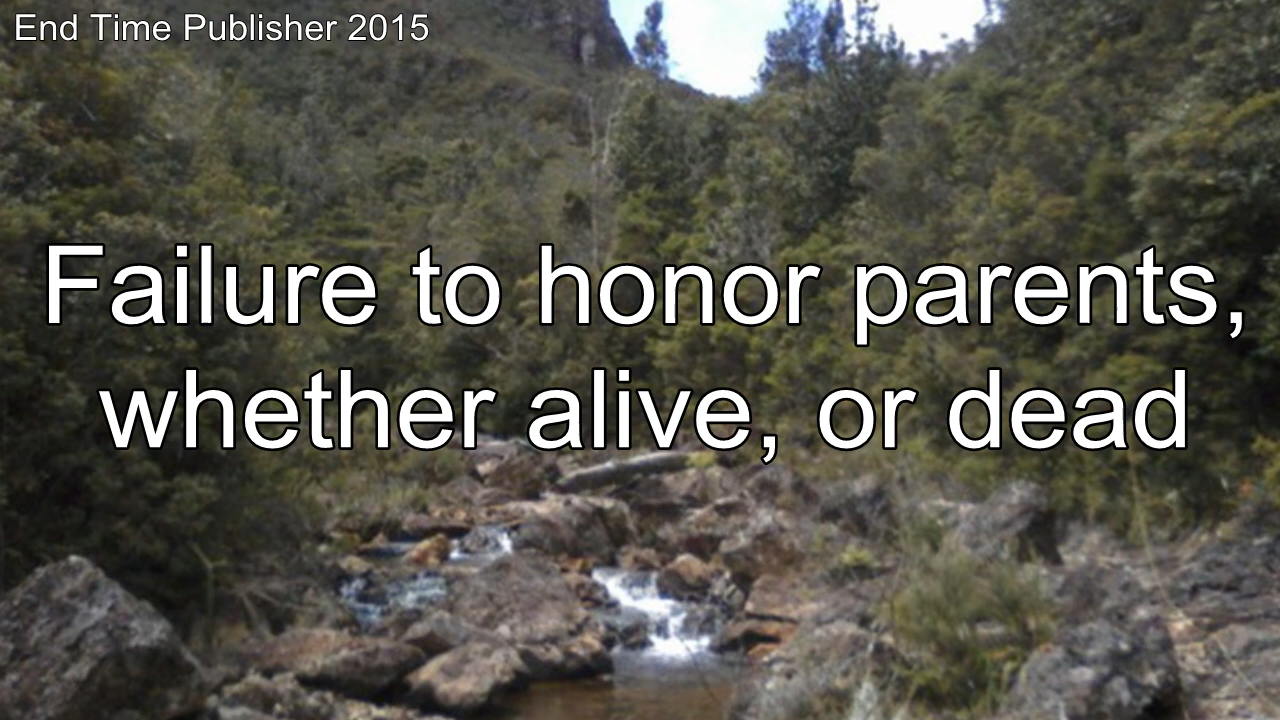 End Time Publisher 2015
Failure to honor parents,
whether alive, or dead